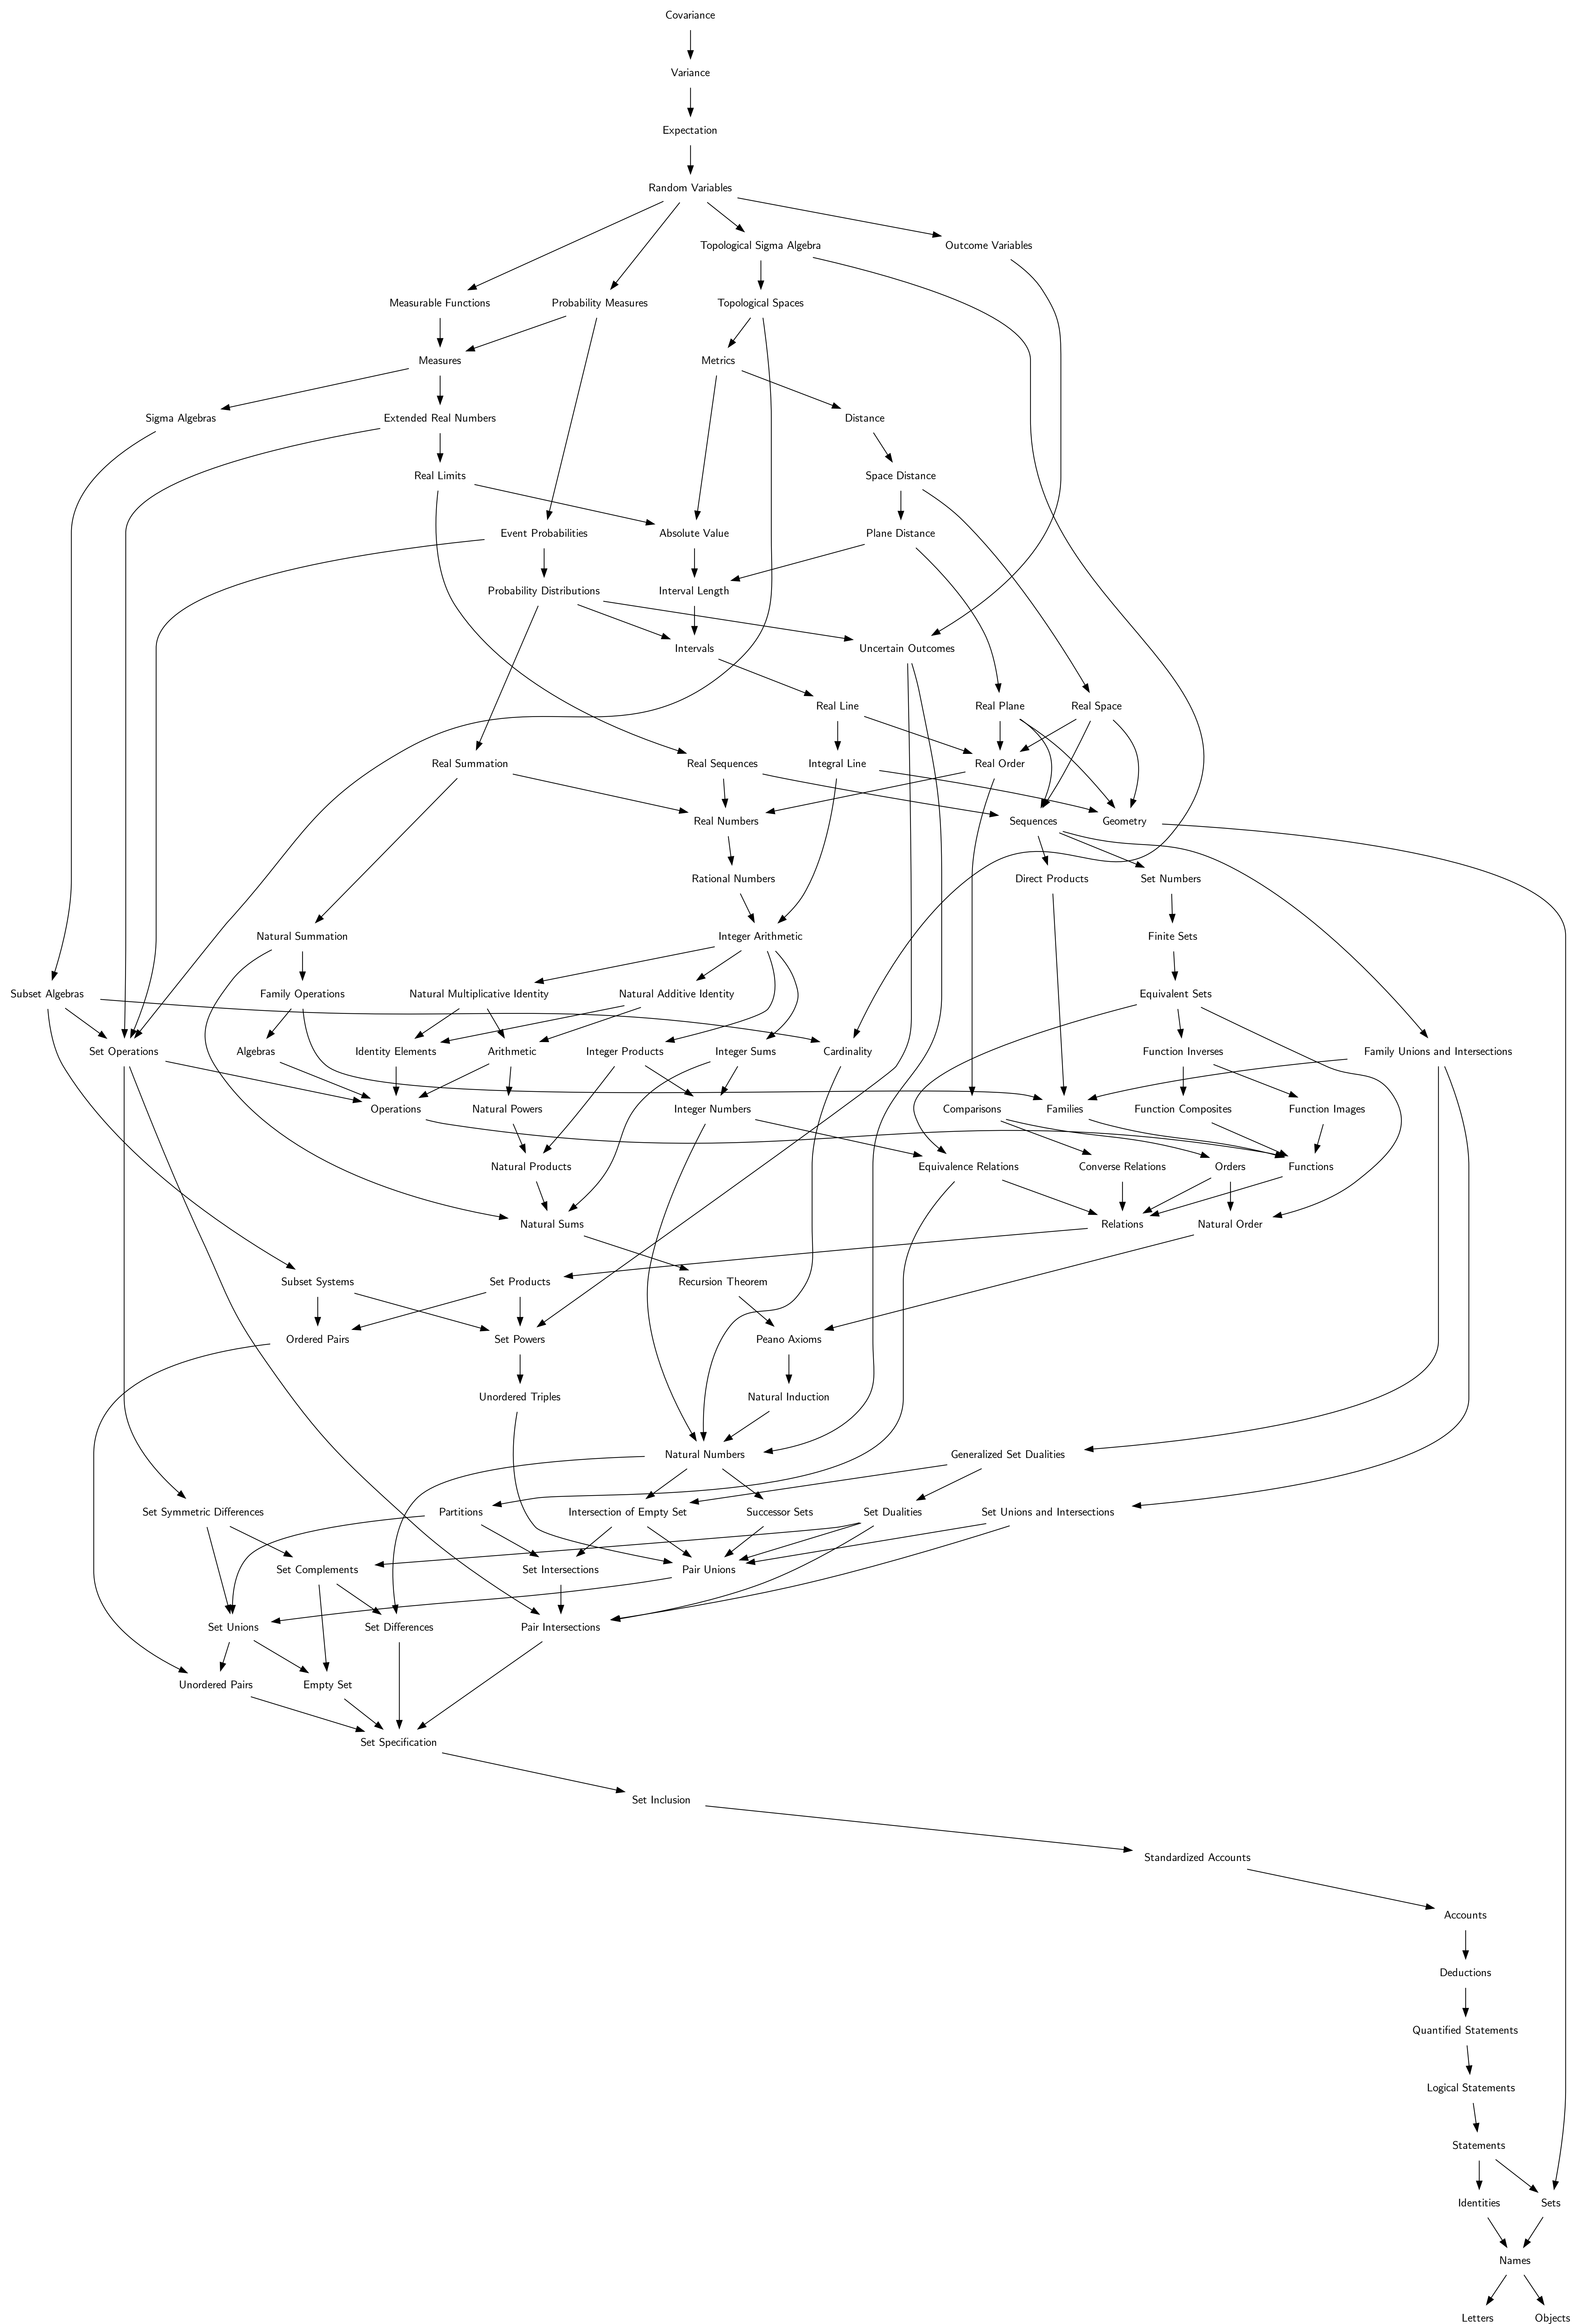 Covariance
Variance
Expectation
Random Variables
Topological Sigma Algebra
Outcome Variables
Measurable Functions
Probability Measures
Topological Spaces
Measures
Metrics
Sigma Algebras
Extended Real Numbers
Distance
Real Limits
Space Distance
Event Probabilities
Absolute Value
Plane Distance
Probability Distributions
Interval Length
Intervals
Uncertain Outcomes
Real Line
Real Plane
Real Space
Real Summation
Real Sequences
Integral Line
Real Order
Real Numbers
Sequences
Geometry
Rational Numbers
Direct Products
Set Numbers
Natural Summation
Integer Arithmetic
Finite Sets
Subset Algebras
Family Operations
Natural Multiplicative Identity
Natural Additive Identity
Equivalent Sets
Set Operations
Algebras
Identity Elements
Arithmetic
Integer Products
Integer Sums
Cardinality
Function Inverses
Family Unions and Intersections
Operations
Natural Powers
Integer Numbers
Comparisons
Families
Function Composites
Function Images
Natural Products
Equivalence Relations
Converse Relations
Orders
Functions
Natural Sums
Relations
Natural Order
Subset Systems
Set Products
Recursion Theorem
Ordered Pairs
Set Powers
Peano Axioms
Unordered Triples
Natural Induction
Natural Numbers
Generalized Set Dualities
Set Symmetric Differences
Partitions
Intersection of Empty Set
Successor Sets
Set Dualities
Set Unions and Intersections
Set Complements
Set Intersections
Pair Unions
Set Unions
Set Differences
Pair Intersections
Unordered Pairs
Empty Set
Set Specification
Set Inclusion
Standardized Accounts
Accounts
Deductions
Quantified Statements
Logical Statements
Statements
Identities
Sets
Names
Letters
Objects